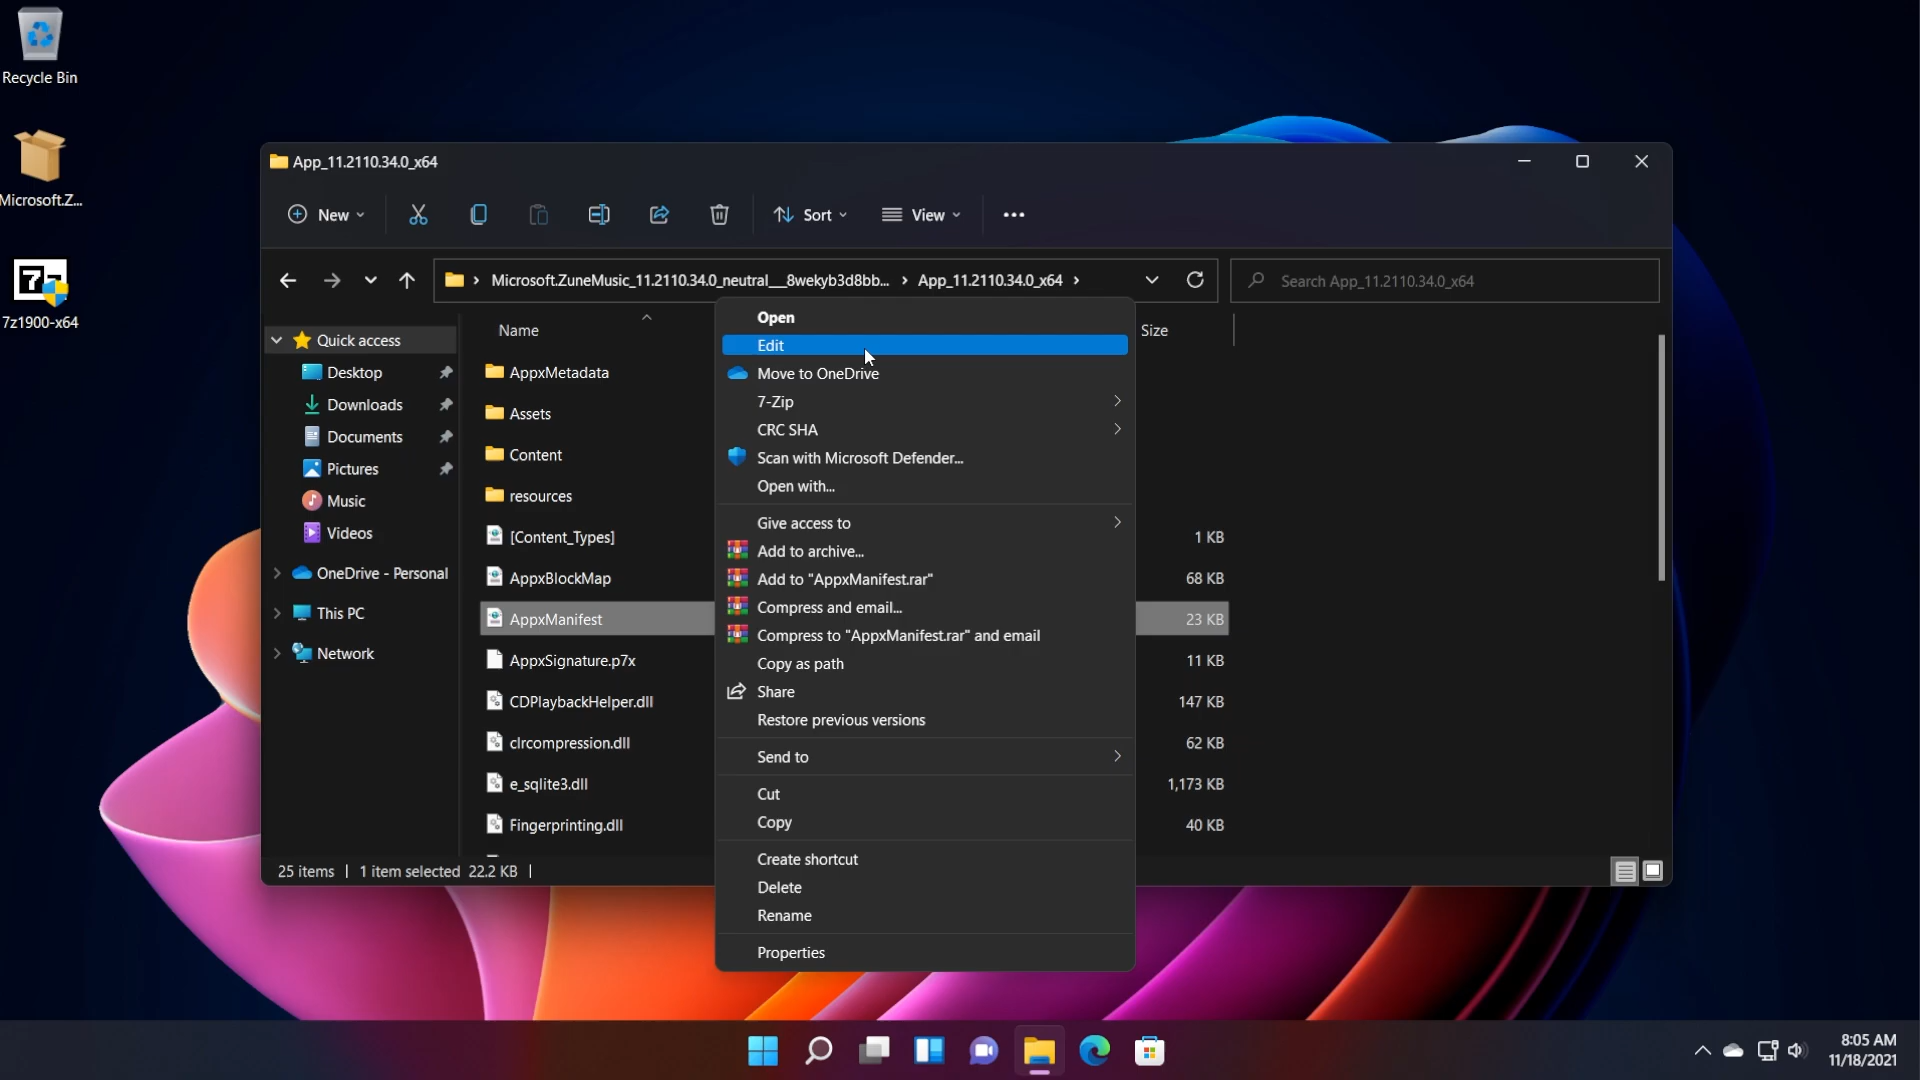 Recycle Bin
Microsoft.Z...
7z
7z1900-x64
App_11.2110.34.0_x64
New
Sort
View
Microsoft.ZuneMusic_11.2110.34.0_neutral__8wekyb3d8bb...
App_11.2110.34.0_x64
Search App_11.2110.34.0_x64
Quick access
Desktop
Downloads
Documents
Pictures
Music
Videos
OneDrive - Personal
This PC
Network
Name
Size
AppxMetadata
Assets
Content
resources
[Content_Types]
1 KB
AppxBlockMap
68 KB
AppxManifest
23 KB
AppxSignature.p7x
11 KB
CDPlaybackHelper.dll
147 KB
clrcompression.dll
62 KB
e_sqlite3.dll
1,173 KB
Fingerprinting.dll
40 KB
Open
Edit
Move to OneDrive
7-Zip
CRC SHA
Scan with Microsoft Defender...
Open with...
Give access to
Add to archive...
Add to "AppxManifest.rar"
Compress and email...
Compress to "AppxManifest.rar" and email
Copy as path
Share
Restore previous versions
Send to
Cut
Copy
Create shortcut
Delete
Rename
Properties
25 items
1 item selected 22.2 KB
8:05 AM
11/18/2021